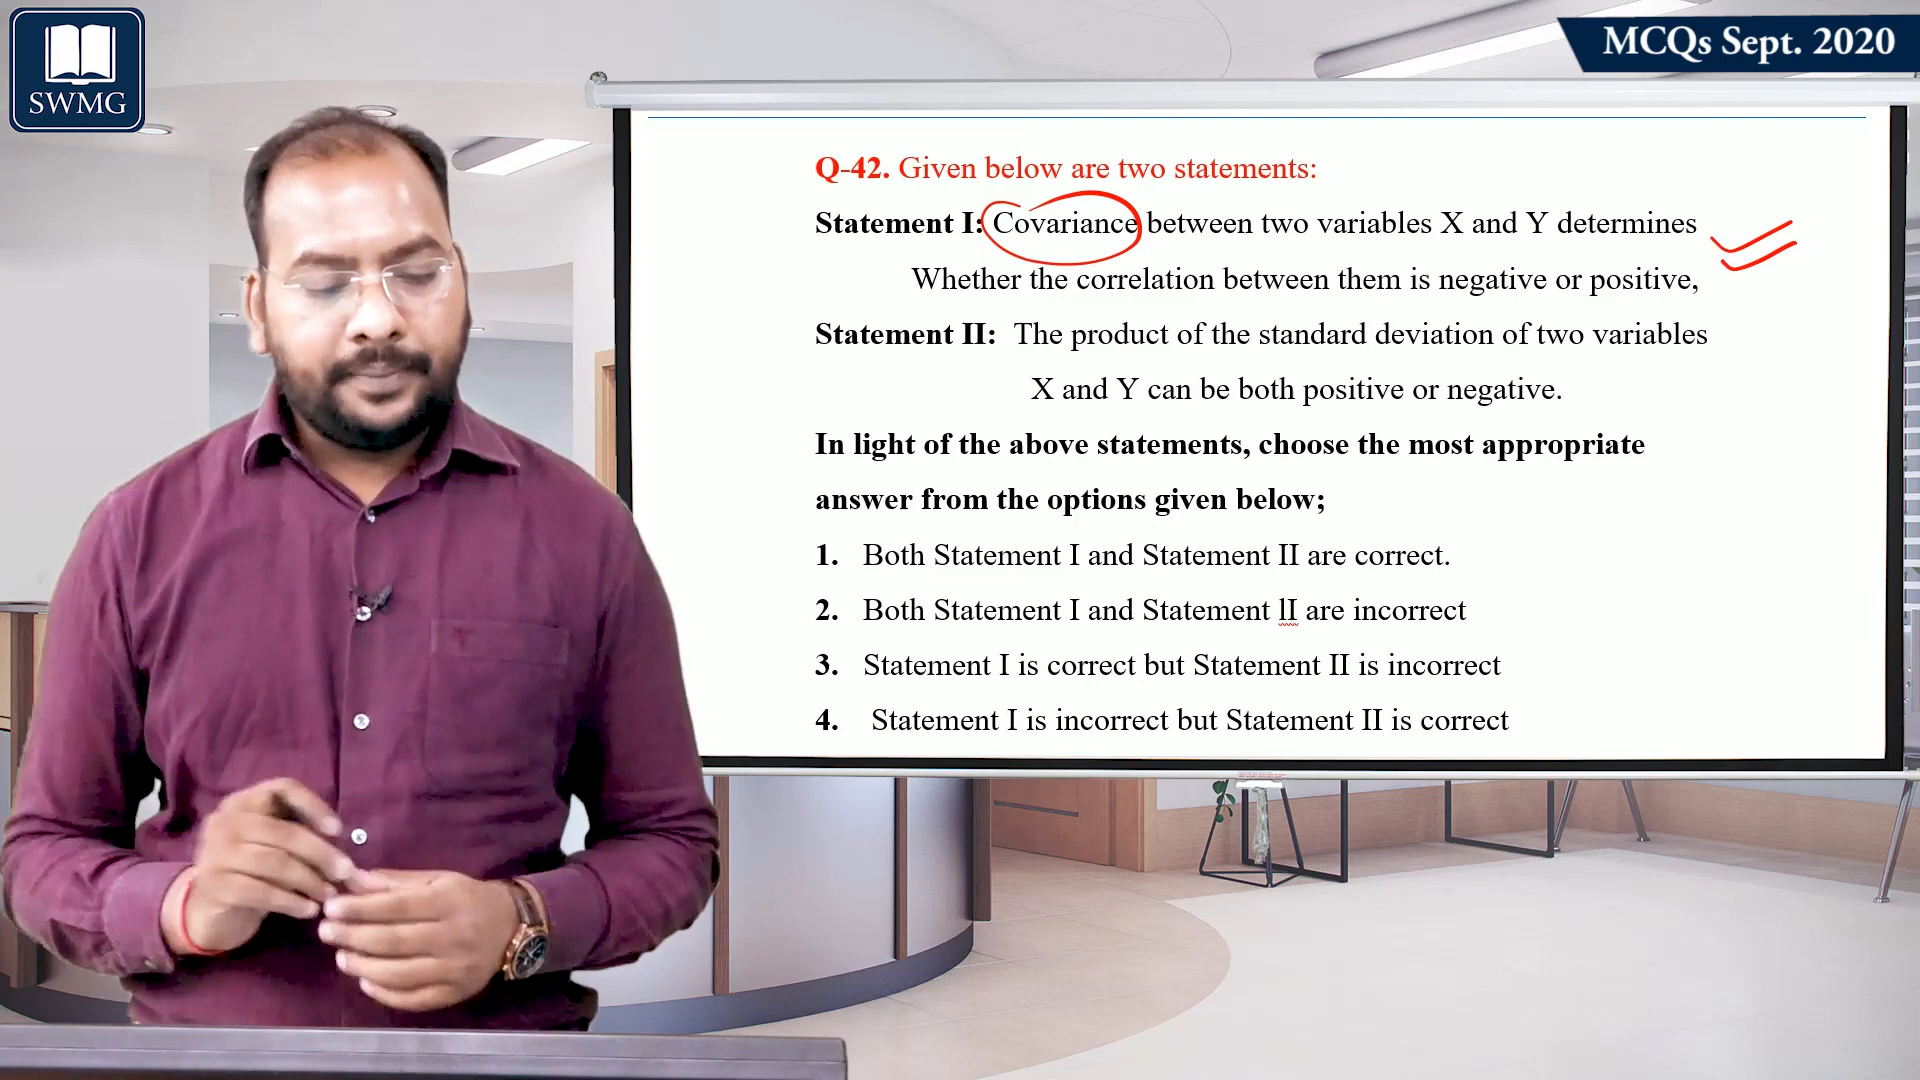 SWMG
MCQs Sept. 2020
Q-42. Given below are two statements:
Statement I: Covariance between two variables X and Y determines
Whether the correlation between them is negative or positive,
Statement II: The product of the standard deviation of two variables
X and Y can be both positive or negative.
In light of the above statements, choose the most appropriate
answer from the options given below;
1. Both Statement I and Statement II are correct.
2. Both Statement I and Statement lI are incorrect
3. Statement I is correct but Statement II is incorrect
4. Statement I is incorrect but Statement II is correct